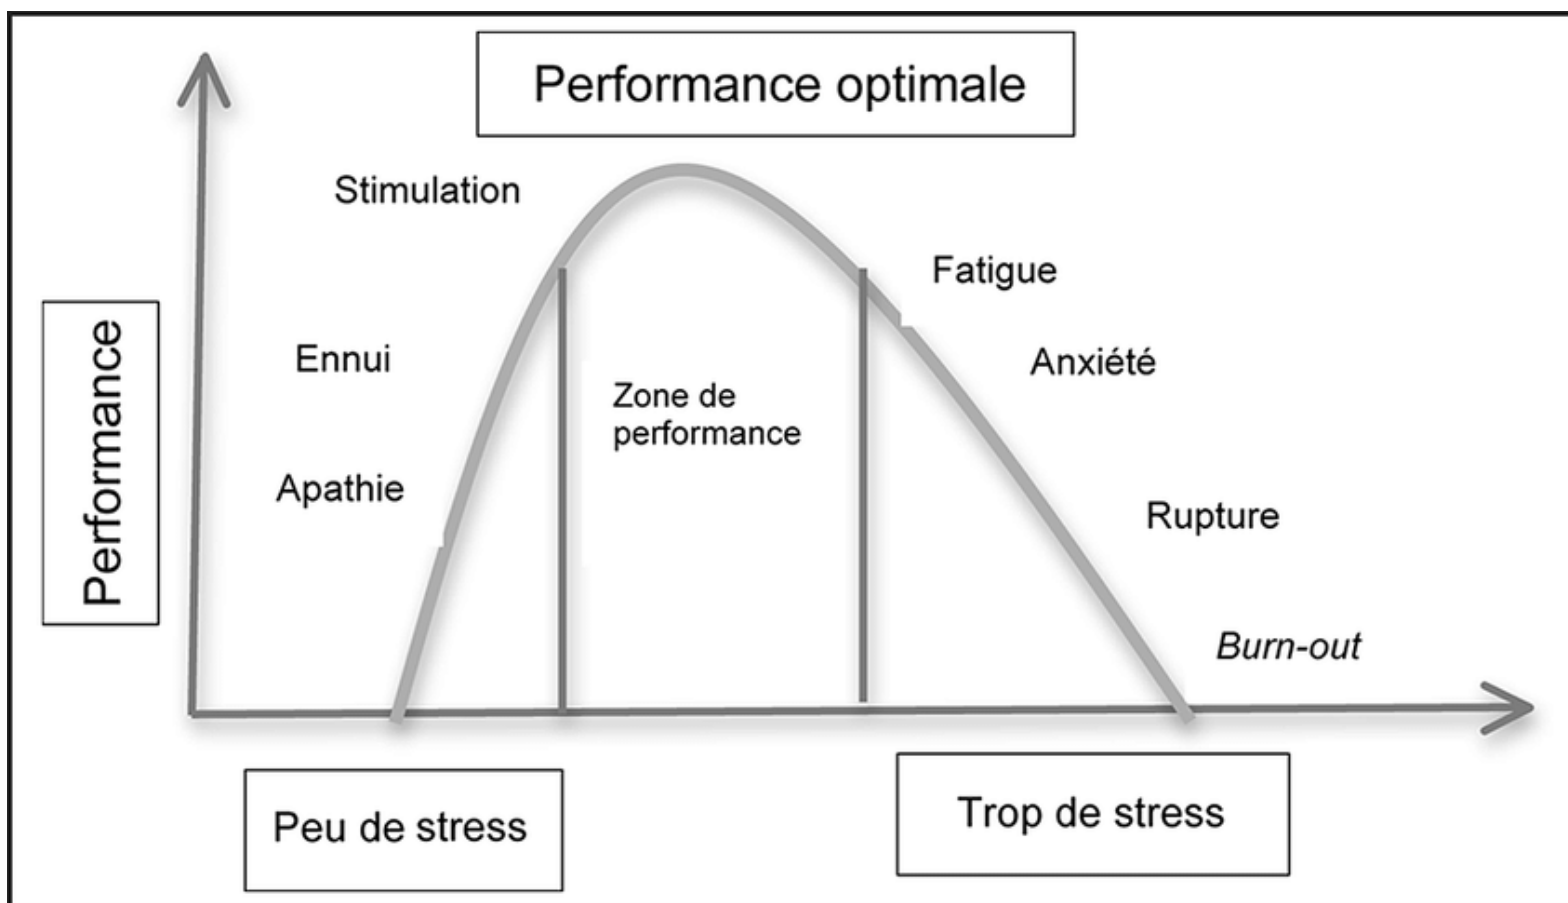 Performance optimale
Stimulation
Fatigue
Ennui
Anxiété
Zone de
performance
Performance
Apathie
Rupture
Burn-out
Peu de stress
Trop de stress